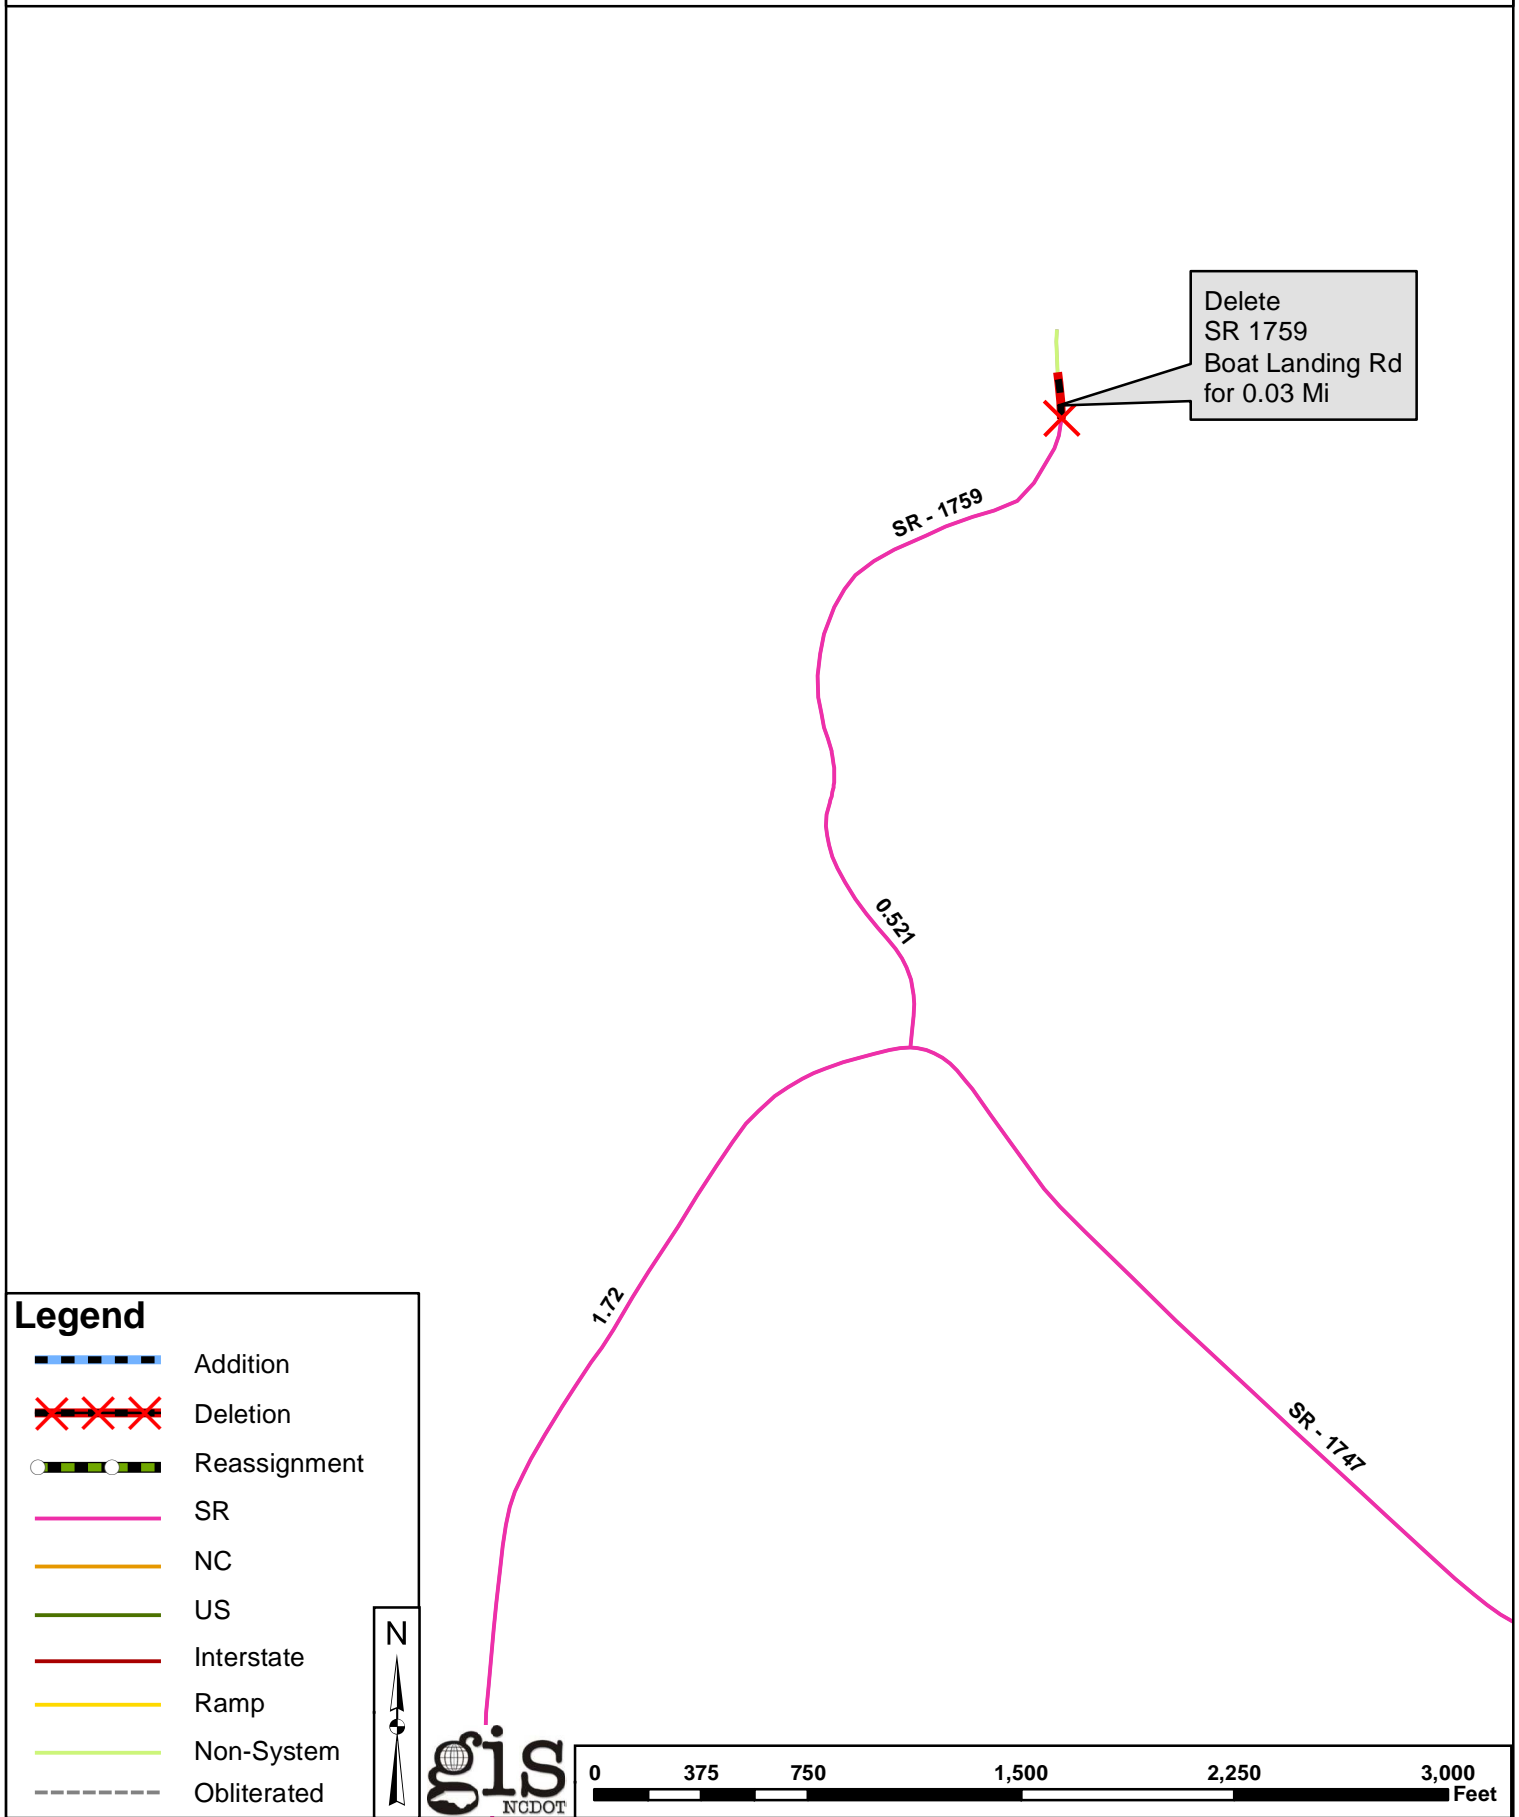 Delete
SR 1759
Boat Landing Rd
for 0.03 Mi
SR - 1759
0.521
1.72
SR - 1747
Legend
Addition
Deletion
Reassignment
SR
NC
US
Interstate
Ramp
Non-System
Obliterated
N
gis
NCDOT
0 375 750 1,500 2,250 3,000
Feet